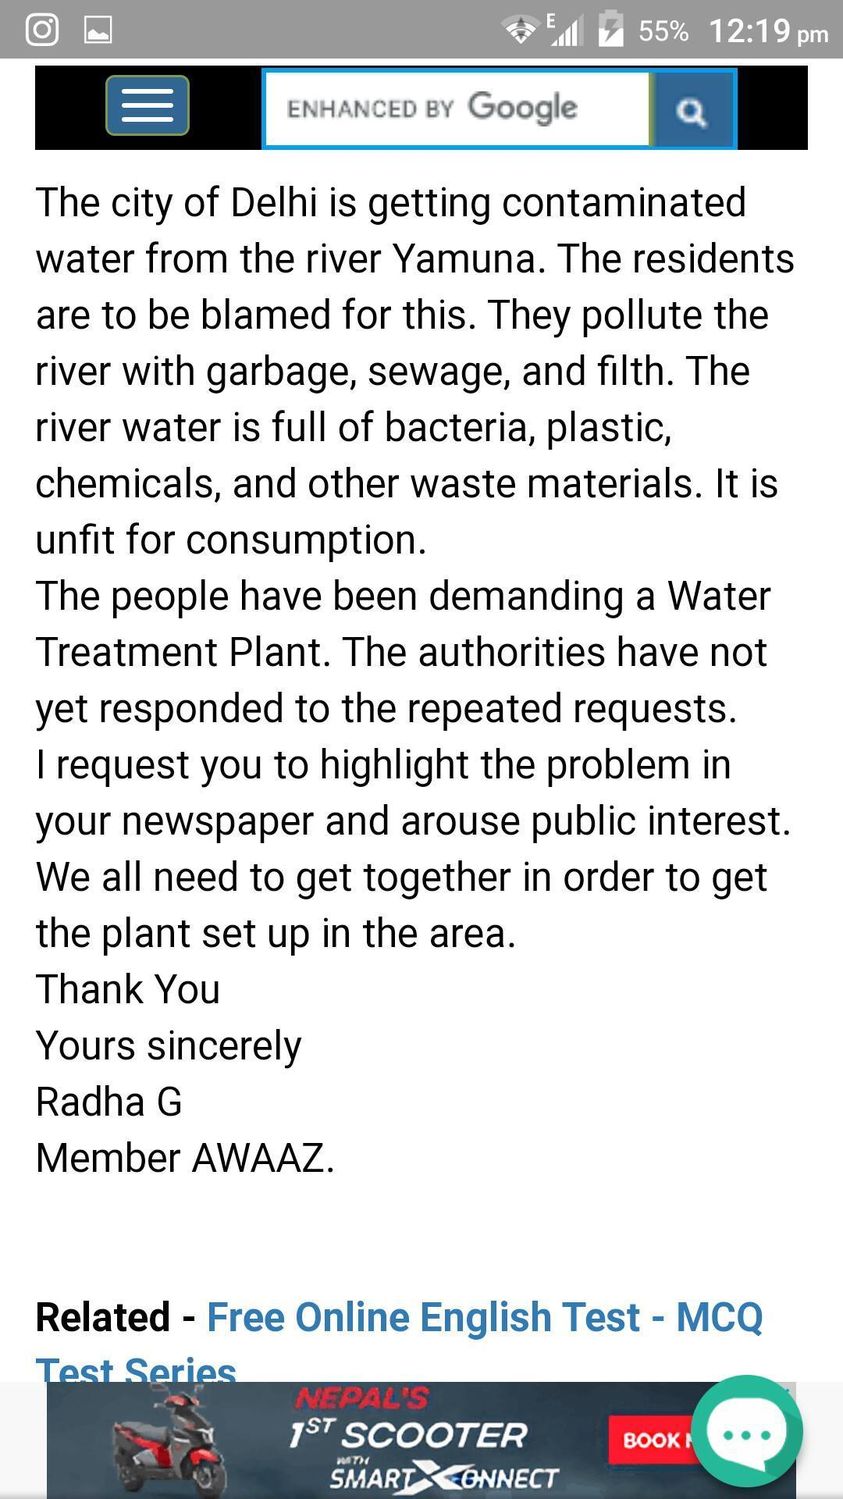 E 55% 12:19 pm
ENHANCED BY Google
The city of Delhi is getting contaminated
water from the river Yamuna. The residents
are to be blamed for this. They pollute the
river with garbage, sewage, and filth. The
river water is full of bacteria, plastic,
chemicals, and other waste materials. It is
unfit for consumption.
The people have been demanding a Water
Treatment Plant. The authorities have not
yet responded to the repeated requests.
I request you to highlight the problem in
your newspaper and arouse public interest.
We all need to get together in order to get
the plant set up in the area.
Thank You
Yours sincerely
Radha G
Member AWAAZ.
Related - Free Online English Test - MCQ
Test Series
NEPAL'S
1ST SCOOTER
WITH
SMARTXONNECT
BOOK